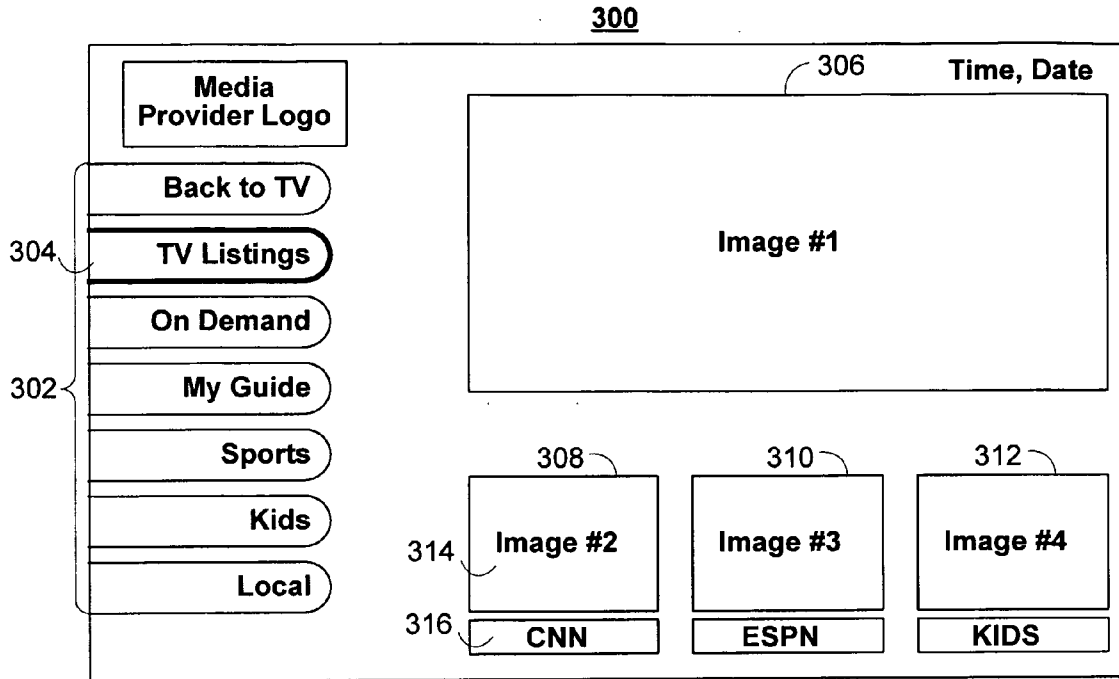 300
306
Time, Date
Media
Provider Logo
Back to TV
304
TV Listings
Image #1
On Demand
302
My Guide
Sports
308
310
312
Kids
314
Image #2
Image #3
Image #4
Local
316
CNN
ESPN
KIDS